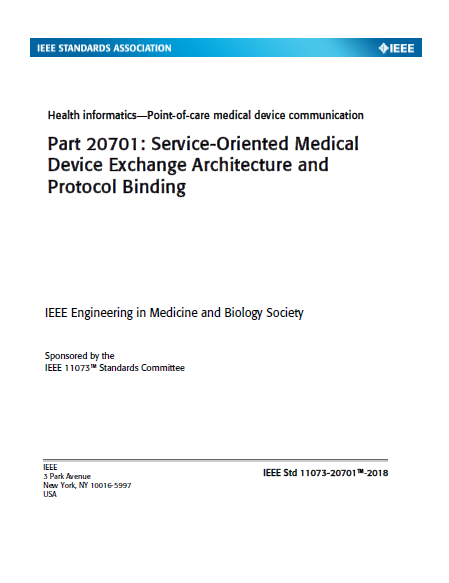 IEEE STANDARDS ASSOCIATION
IEEE
Health informatics—Point-of-care medical device communication
Part 20701: Service-Oriented Medical
Device Exchange Architecture and
Protocol Binding
IEEE Engineering in Medicine and Biology Society
Sponsored by the
IEEE 11073™ Standards Committee
IEEE
3 Park Avenue
New York, NY 10016-5997
USA
IEEE Std 11073-20701™-2018